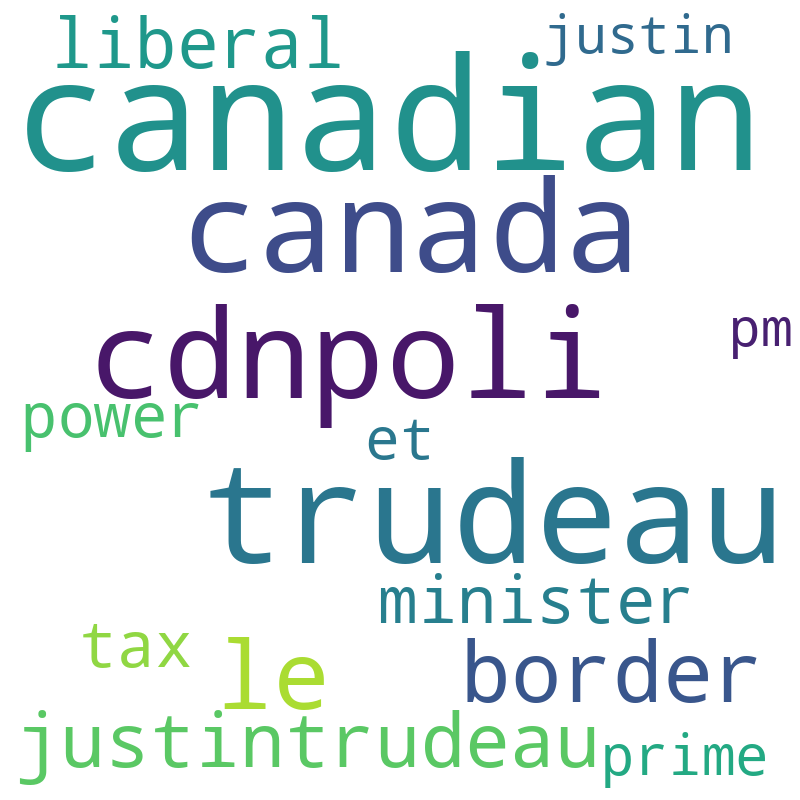 liberal justin
canadian
canada
cdnpoli pm
power et
trudeau
minister
tax le border
justintrudeau prime